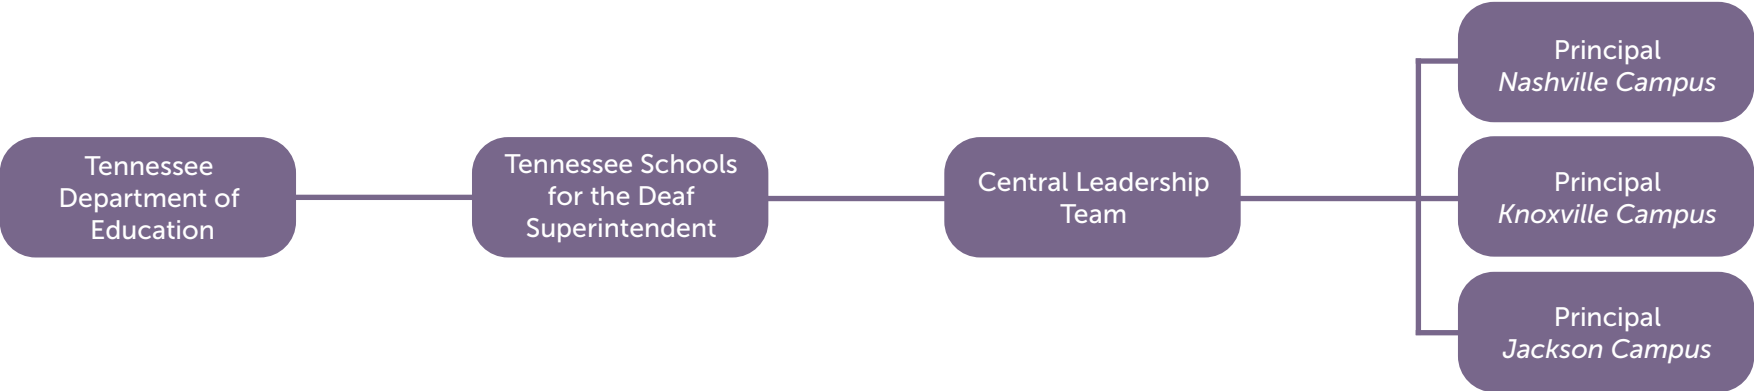 Tennessee
Department of
Education
Tennessee Schools
for the Deaf
Superintendent
Central Leadership
Team
Principal
Nashville Campus
Principal
Knoxville Campus
Principal
Jackson Campus